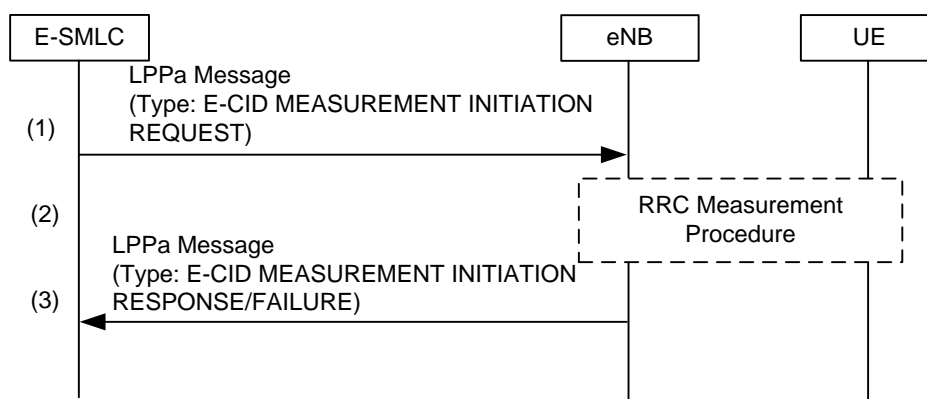 E-SMLC
eNB
UE
LPPa Message
(Type: E-CID MEASUREMENT INITIATION
REQUEST)
(1)
(2)
RRC Measurement
Procedure
LPPa Message
(Type: E-CID MEASUREMENT INITIATION
RESPONSE/FAILURE)
(3)